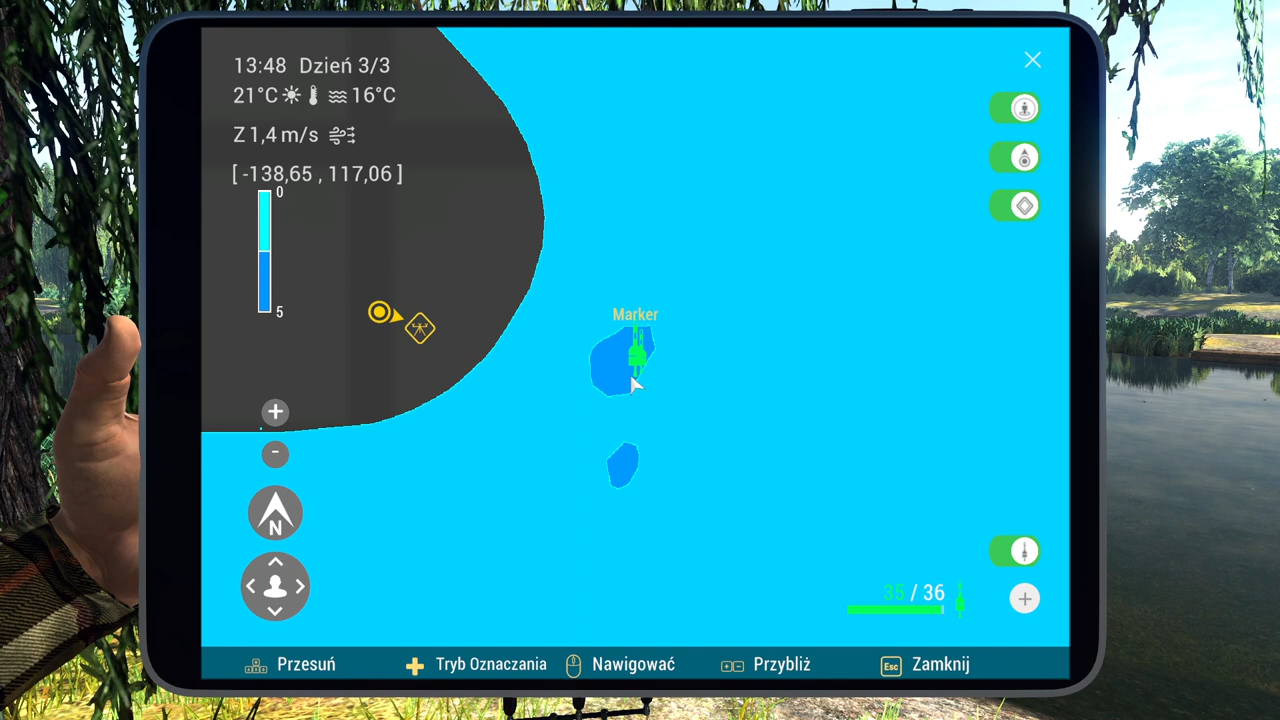 13:48 Dzień 3/3
21°C 16°C
Z 1,4 m/s
[ -138,65 , 117,06 ]
0
5
Marker
+
-
N
35 / 36
+
Przesuń
Tryb Oznaczania
Nawigować
Przybliż
Esc Zamknij